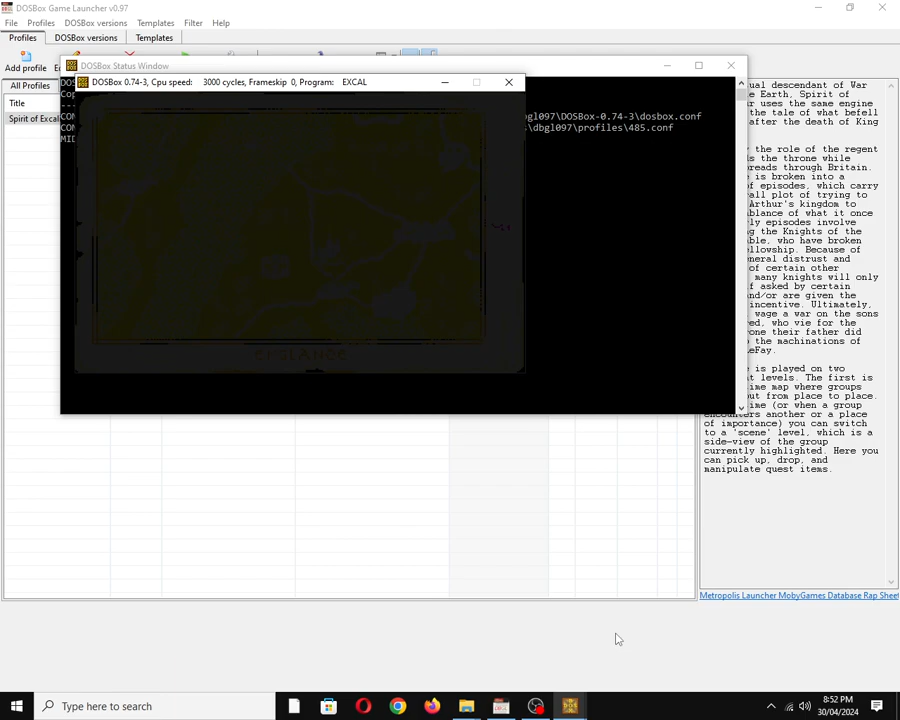 DOSBox Game Launcher v0.97
File Profiles DOSBox versions Templates Filter Help
Profiles DOSBox versions Templates
Add profile
All Profiles
Title
Spirit of Excal
DOSBox Status Window
DOSBox 0.74-3, Cpu speed: 3000 cycles, Frameskip 0, Program: EXCAL
bgl097\DOSBox-0.74-3\dosbox.conf
\dbgl097\profiles\485.conf
ual descendant of War
e Earth, Spirit of
ur uses the same engine
the tale of what befell
after the death of King
the role of the regent
s the throne while
preads through Britain.
e is broken into a
of episodes, which carry
all plot of trying to
Arthur's kingdom to
blance of what it once
ly episodes involve
ng the Knights of the
ble, who have broken
ellowship. Because of
eneral distrust and
of certain other
many knights will only
f asked by certain
and/or are given the
incentive. Ultimately,
wage a war on the sons
red, who vie for the
rone their father did
the machinations of
eFay.
e is played on two
t levels. The first is
ime map where groups
out from place to place.
ime (or when a group
encounters another or a place
of importance) you can switch
to a 'scene' level, which is a
side-view of the group
currently highlighted. Here you
can pick up, drop, and
manipulate quest items.
Metropolis Launcher MobyGames Database Rap Sheet
Type here to search
8:52 PM
30/04/2024